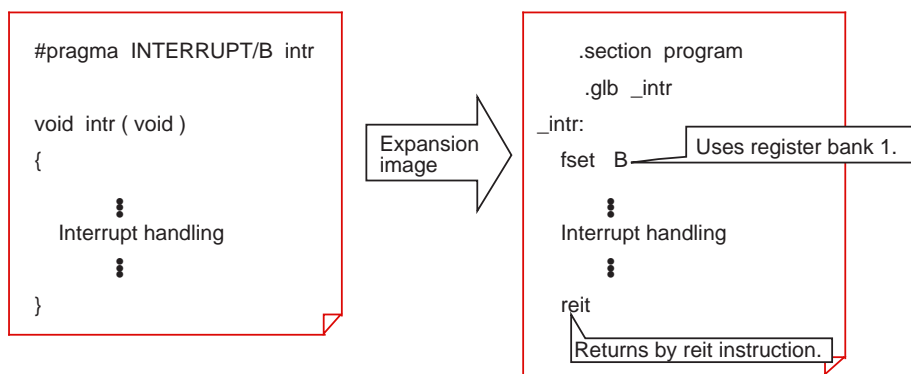 #pragma INTERRUPT/B intr
void intr ( void )
{
Interrupt handling
}
Expansion
image
.section program
.glb _intr
_intr:
fset B
Uses register bank 1.
Interrupt handling
reit
Returns by reit instruction.